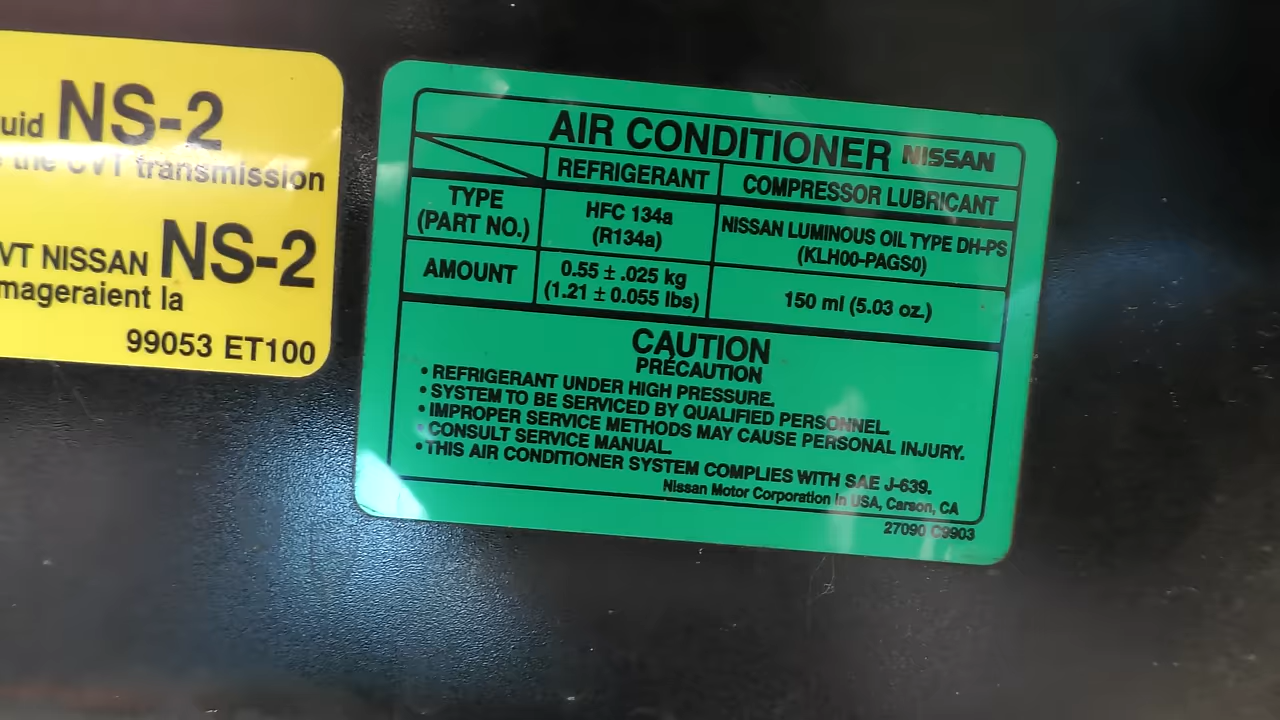 uid NS-2
the CVT transmission
VT NISSAN NS-2
mageraient la
99053 ET100
AIR CONDITIONER NISSAN
REFRIGERANT COMPRESSOR LUBRICANT
TYPE (PART NO.)
HFC 134a (R134a)
NISSAN LUMINOUS OIL TYPE DH-PS (KLH00-PAGS0)
AMOUNT
0.55 ± .025 kg (1.21 ± 0.055 lbs)
150 ml (5.03 oz.)
CAUTION
PRÉCAUTION
• REFRIGERANT UNDER HIGH PRESSURE.
• SYSTEM TO BE SERVICED BY QUALIFIED PERSONNEL.
• IMPROPER SERVICE METHODS MAY CAUSE PERSONAL INJURY.
• CONSULT SERVICE MANUAL.
• THIS AIR CONDITIONER SYSTEM COMPLIES WITH SAE J-639.
Nissan Motor Corporation in USA, Carson, CA
27090 C9903